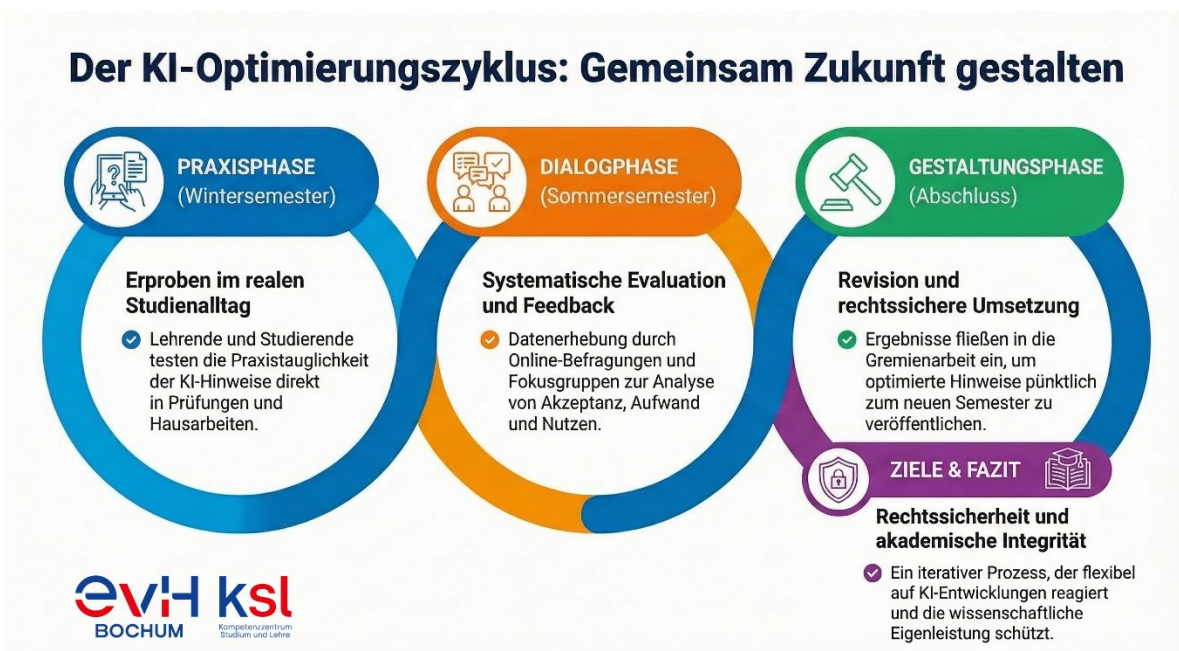 Der KI-Optimierungszyklus: Gemeinsam Zukunft gestalten
PRAXISPHASE
(Wintersemester)
Erproben im realen
Studienalltag
Lehrende und Studierende
testen die Praxistauglichkeit
der KI-Hinweise direkt
in Prüfungen und
Hausarbeiten.
DIALOGPHASE
(Sommersemester)
Systematische Evaluation
und Feedback
Datenerhebung durch
Online-Befragungen und
Fokusgruppen zur Analyse
von Akzeptanz, Aufwand
und Nutzen.
GESTALTUNGSPHASE
(Abschluss)
Revision und
rechtssichere Umsetzung
Ergebnisse fließen in die
Gremienarbeit ein, um
optimierte Hinweise pünktlich
zum neuen Semester zu
veröffentlichen.
ZIELE & FAZIT
Rechtssicherheit und
akademische Integrität
Ein iterativer Prozess, der flexibel
auf KI-Entwicklungen reagiert
und die wissenschaftliche
Eigenleistung schützt.
evH
BOCHUM
ksl
Kompetenzzentrum
Studium und Lehre